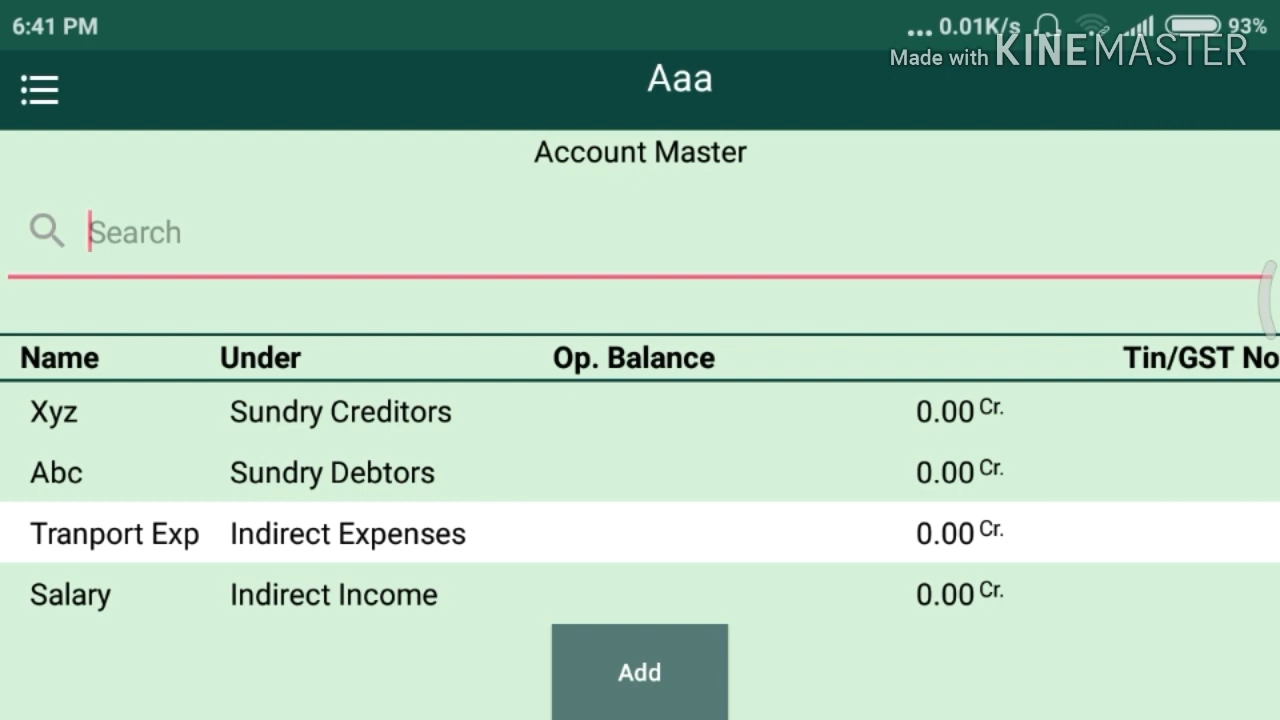 6:41 PM ... 0.01K/s 93%
Made with KINEMASTER
Aaa
Account Master
Search
Name Under Op. Balance Tin/GST No
Xyz Sundry Creditors 0.00 Cr.
Abc Sundry Debtors 0.00 Cr.
Tranport Exp Indirect Expenses 0.00 Cr.
Salary Indirect Income 0.00 Cr.
Add